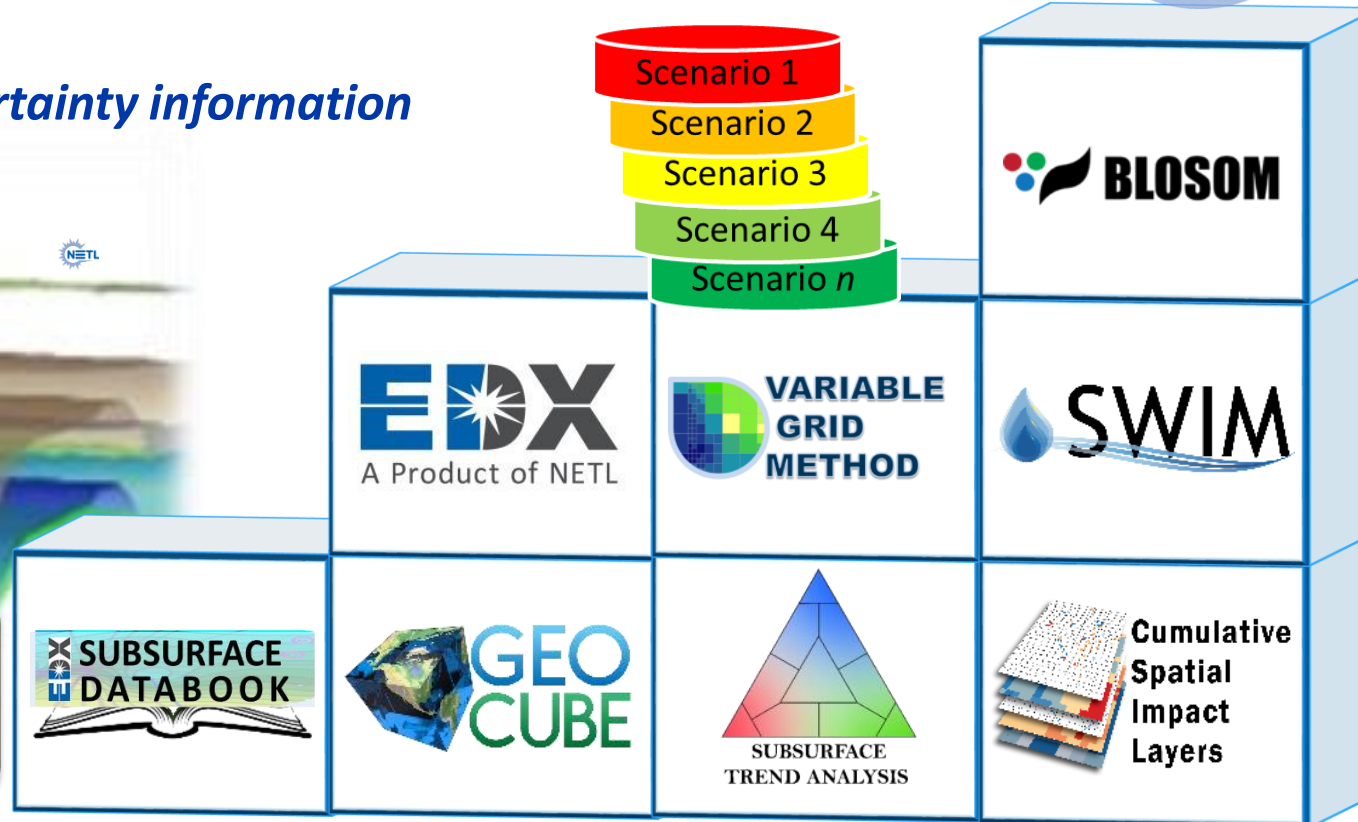 rtainty information
Scenario 1
Scenario 2
Scenario 3
Scenario 4
Scenario n
NETL
BLOSOM
EDX
A Product of NETL
VARIABLE
GRID
METHOD
SWIM
EDX
SUBSURFACE
DATABOOK
GEO
CUBE
SUBSURFACE
TREND ANALYSIS
Cumulative
Spatial
Impact
Layers